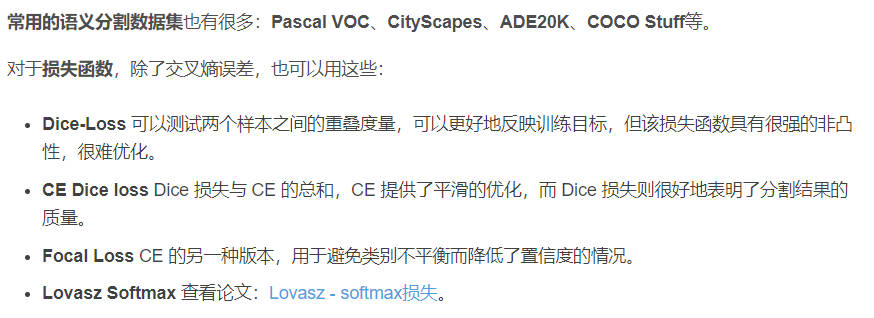 常用的语义分割数据集也有很多：Pascal VOC、CityScapes、ADE20K、COCO Stuff等。
对于损失函数，除了交叉熵误差，也可以用这些：
• Dice-Loss 可以测试两个样本之间的重叠度量，可以更好地反映训练目标，但该损失函数具有很强的非凸
性，很难优化。
• CE Dice loss Dice 损失与 CE 的总和，CE 提供了平滑的优化，而 Dice 损失则很好地表明了分割结果的
质量。
• Focal Loss CE 的另一种版本，用于避免类别不平衡而降低了置信度的情况。
• Lovasz Softmax 查看论文：Lovasz - softmax损失。